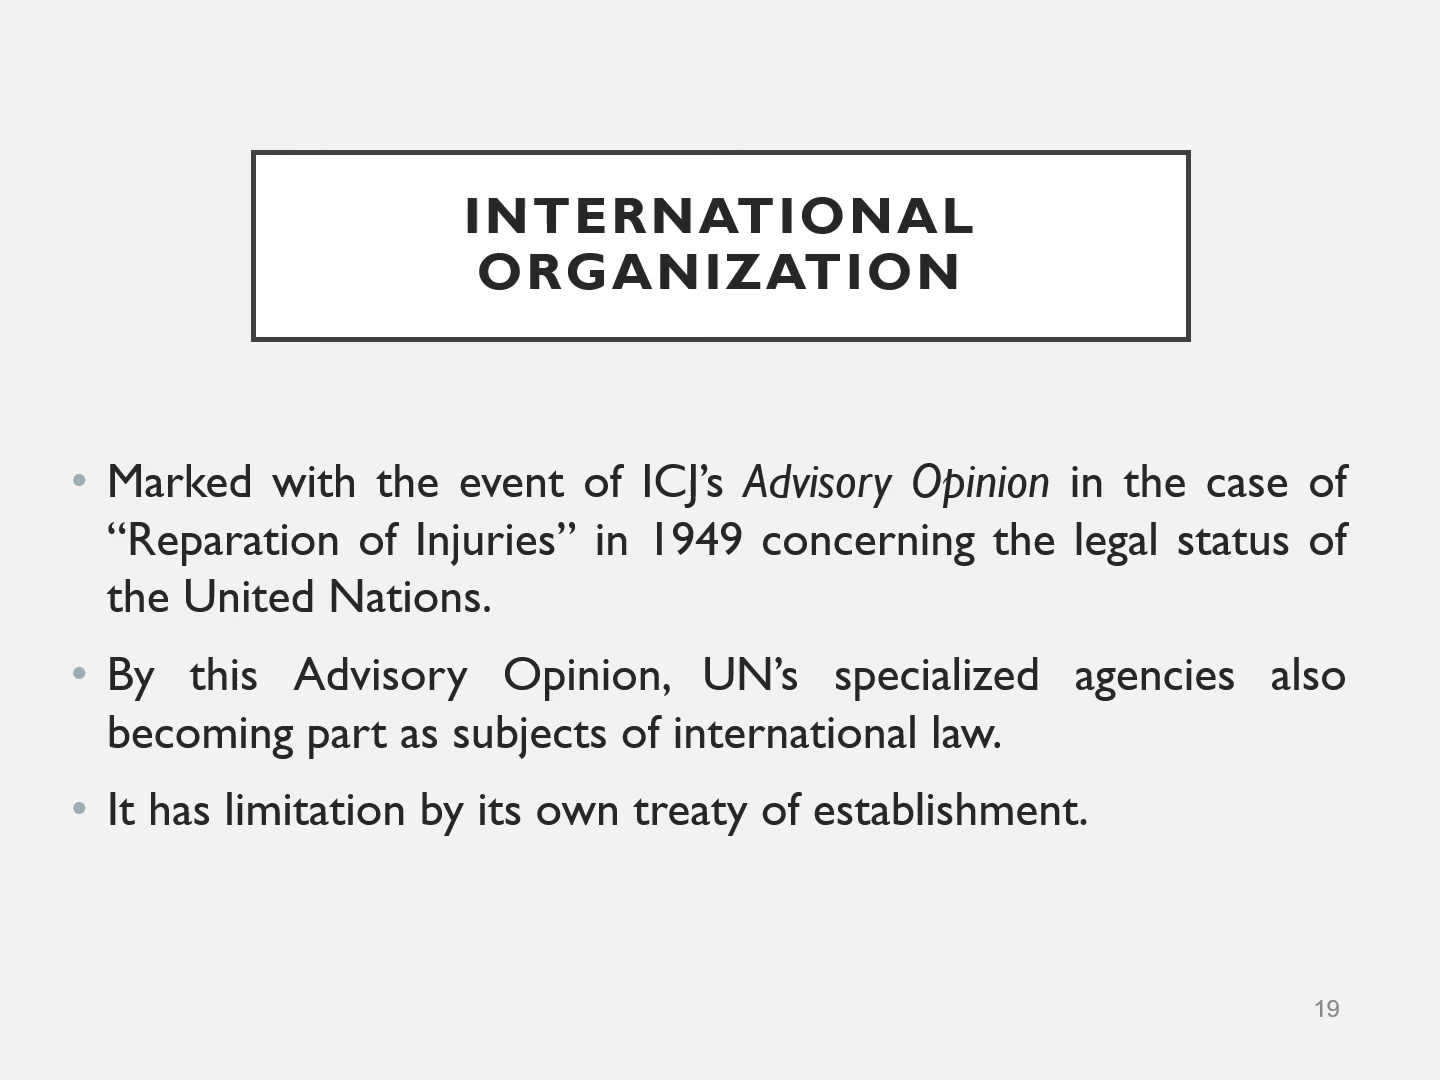 INTERNATIONAL
ORGANIZATION
• Marked with the event of ICJ’s Advisory Opinion in the case of
“Reparation of Injuries” in 1949 concerning the legal status of
the United Nations.
• By this Advisory Opinion, UN’s specialized agencies also
becoming part as subjects of international law.
• It has limitation by its own treaty of establishment.
19